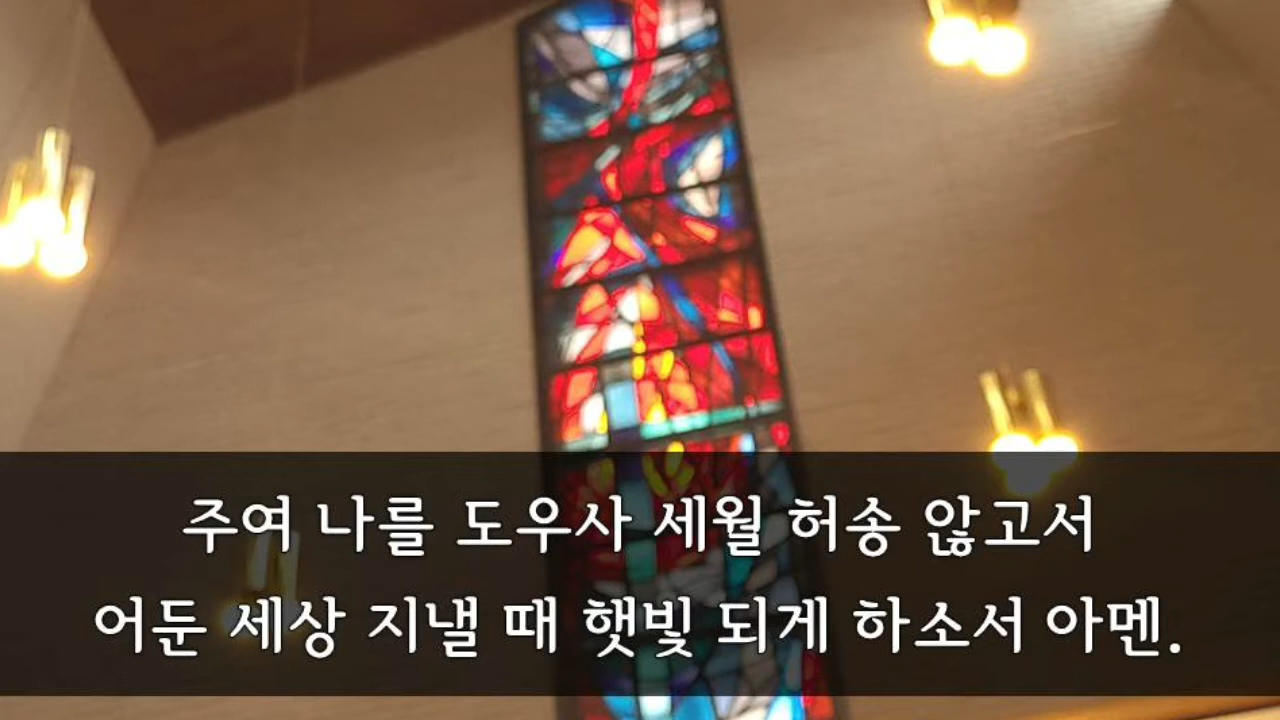 주여 나를 도우사 세월 허송 않고서
어둔 세상 지낼 때 햇빛 되게 하소서 아멘.